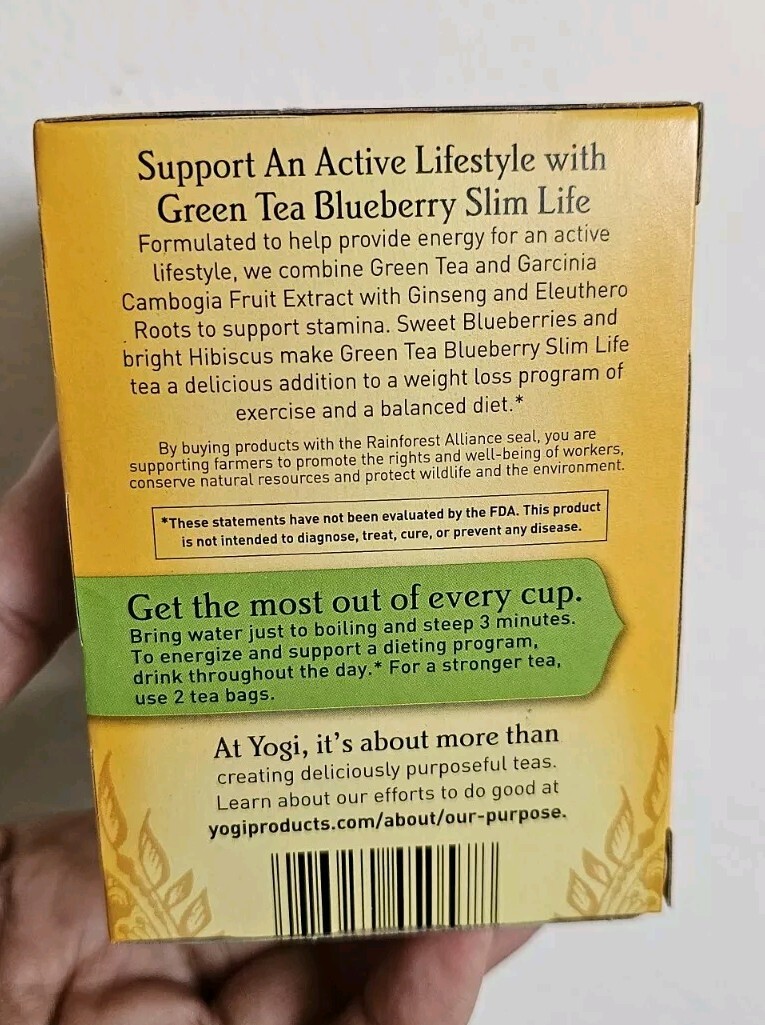 Support An Active Lifestyle with
Green Tea Blueberry Slim Life
Formulated to help provide energy for an active
lifestyle, we combine Green Tea and Garcinia
Cambogia Fruit Extract with Ginseng and Eleuthero
Roots to support stamina. Sweet Blueberries and
bright Hibiscus make Green Tea Blueberry Slim Life
tea a delicious addition to a weight loss program of
exercise and a balanced diet.*
By buying products with the Rainforest Alliance seal, you are
supporting farmers to promote the rights and well-being of workers,
conserve natural resources and protect wildlife and the environment.
*These statements have not been evaluated by the FDA. This product
is not intended to diagnose, treat, cure, or prevent any disease.
Get the most out of every cup.
Bring water just to boiling and steep 3 minutes.
To energize and support a dieting program,
drink throughout the day.* For a stronger tea,
use 2 tea bags.
At Yogi, it's about more than
creating deliciously purposeful teas.
Learn about our efforts to do good at
yogiproducts.com/about/our-purpose.